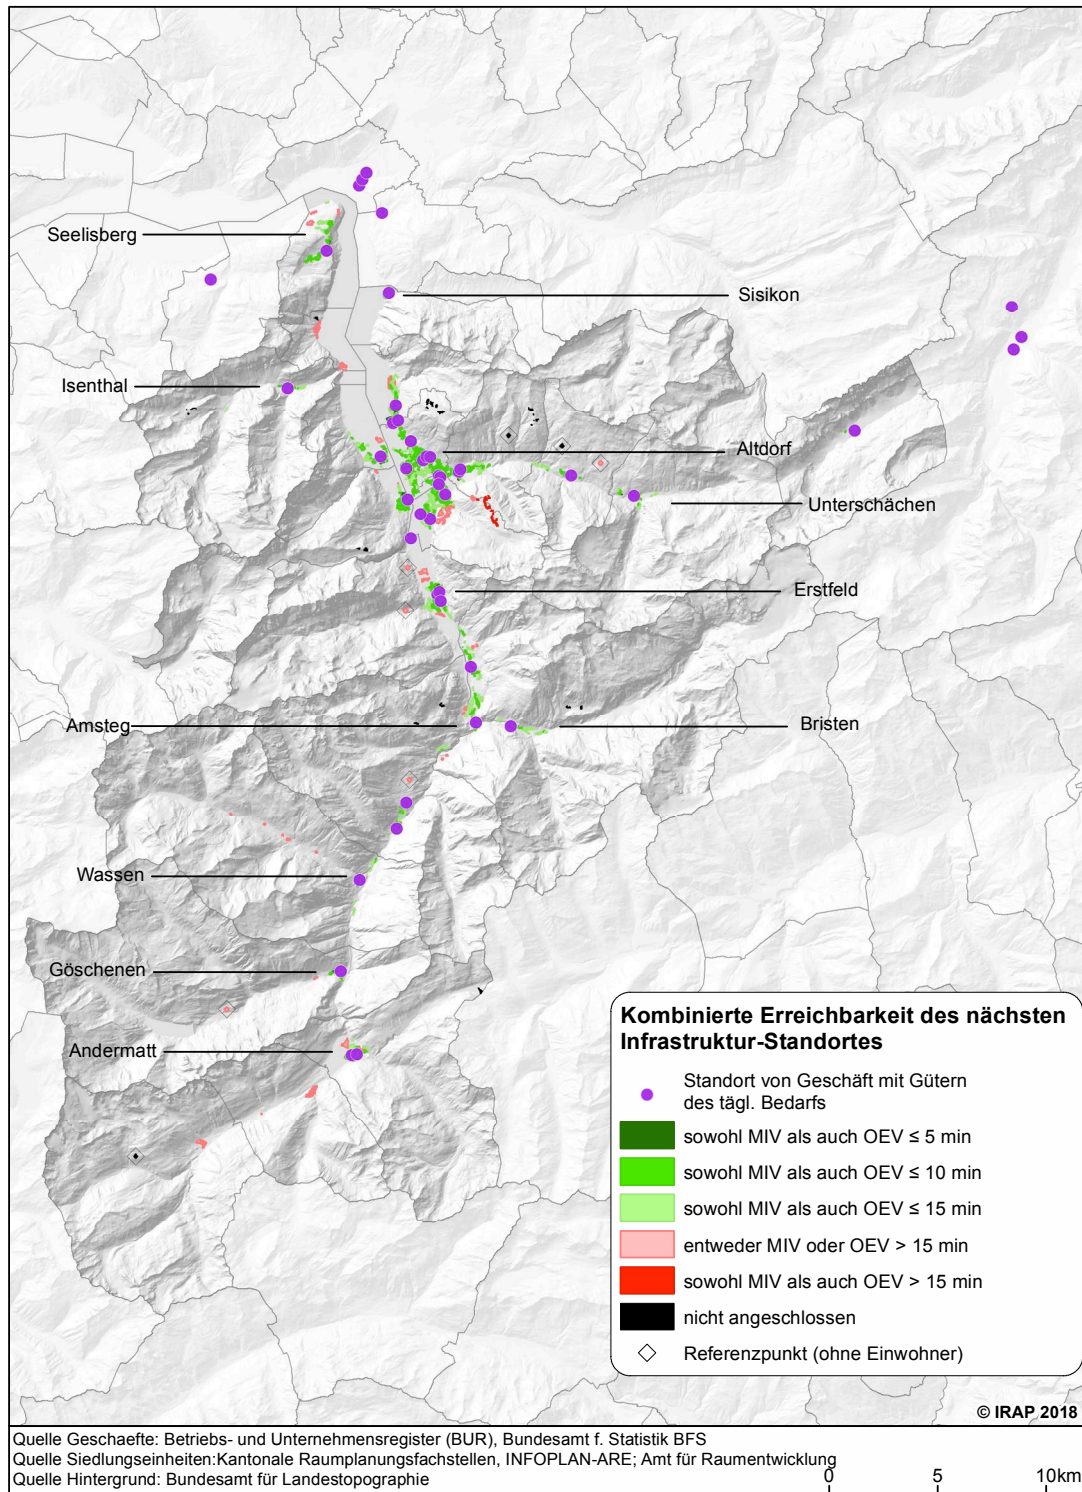 Seelisberg
Sisikon
Isenthal
Altdorf
Unterschächen
Erstfeld
Amsteg
Bristen
Wassen
Göschenen
Andermatt
Kombinierte Erreichbarkeit des nächsten
Infrastruktur-Standortes
Standort von Geschäft mit Gütern
des tägl. Bedarfs
sowohl MIV als auch OEV ≤ 5 min
sowohl MIV als auch OEV ≤ 10 min
sowohl MIV als auch OEV ≤ 15 min
entweder MIV oder OEV > 15 min
sowohl MIV als auch OEV > 15 min
nicht angeschlossen
Referenzpunkt (ohne Einwohner)
© IRAP 2018
Quelle Geschaefte: Betriebs- und Unternehmensregister (BUR), Bundesamt f. Statistik BFS
Quelle Siedlungseinheiten:Kantonale Raumplanungsfachstellen, INFOPLAN-ARE; Amt für Raumentwicklung
Quelle Hintergrund: Bundesamt für Landestopographie
0 5 10km